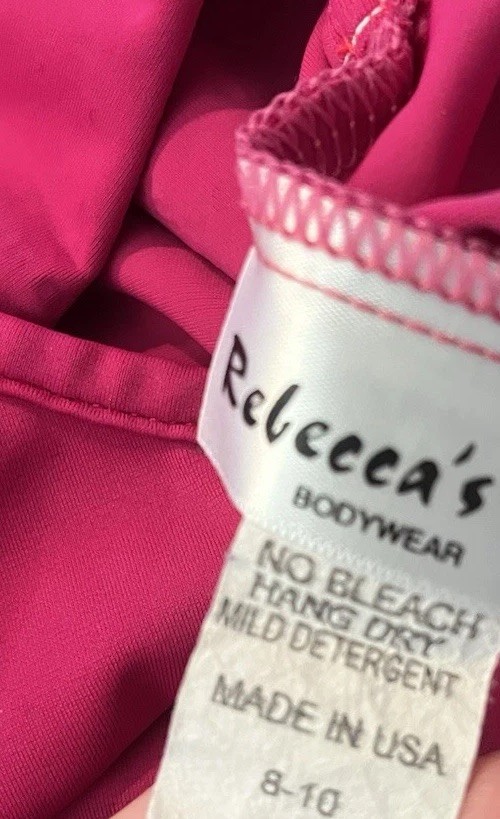 Rebecca's
BODYWEAR
NO BLEACH
HANG DRY
MILD DETERGENT
MADE IN USA
8-10